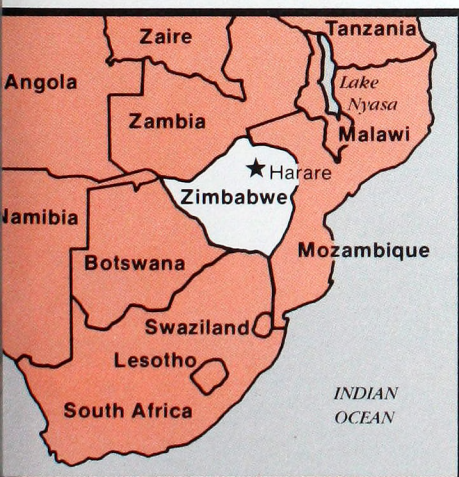 Tanzania
Zaire
Angola
Lake
Nyasa
Zambia
Malawi
Harare
Zimbabwe
Namibia
Mozambique
Botswana
Swaziland
Lesotho
INDIAN
OCEAN
South Africa